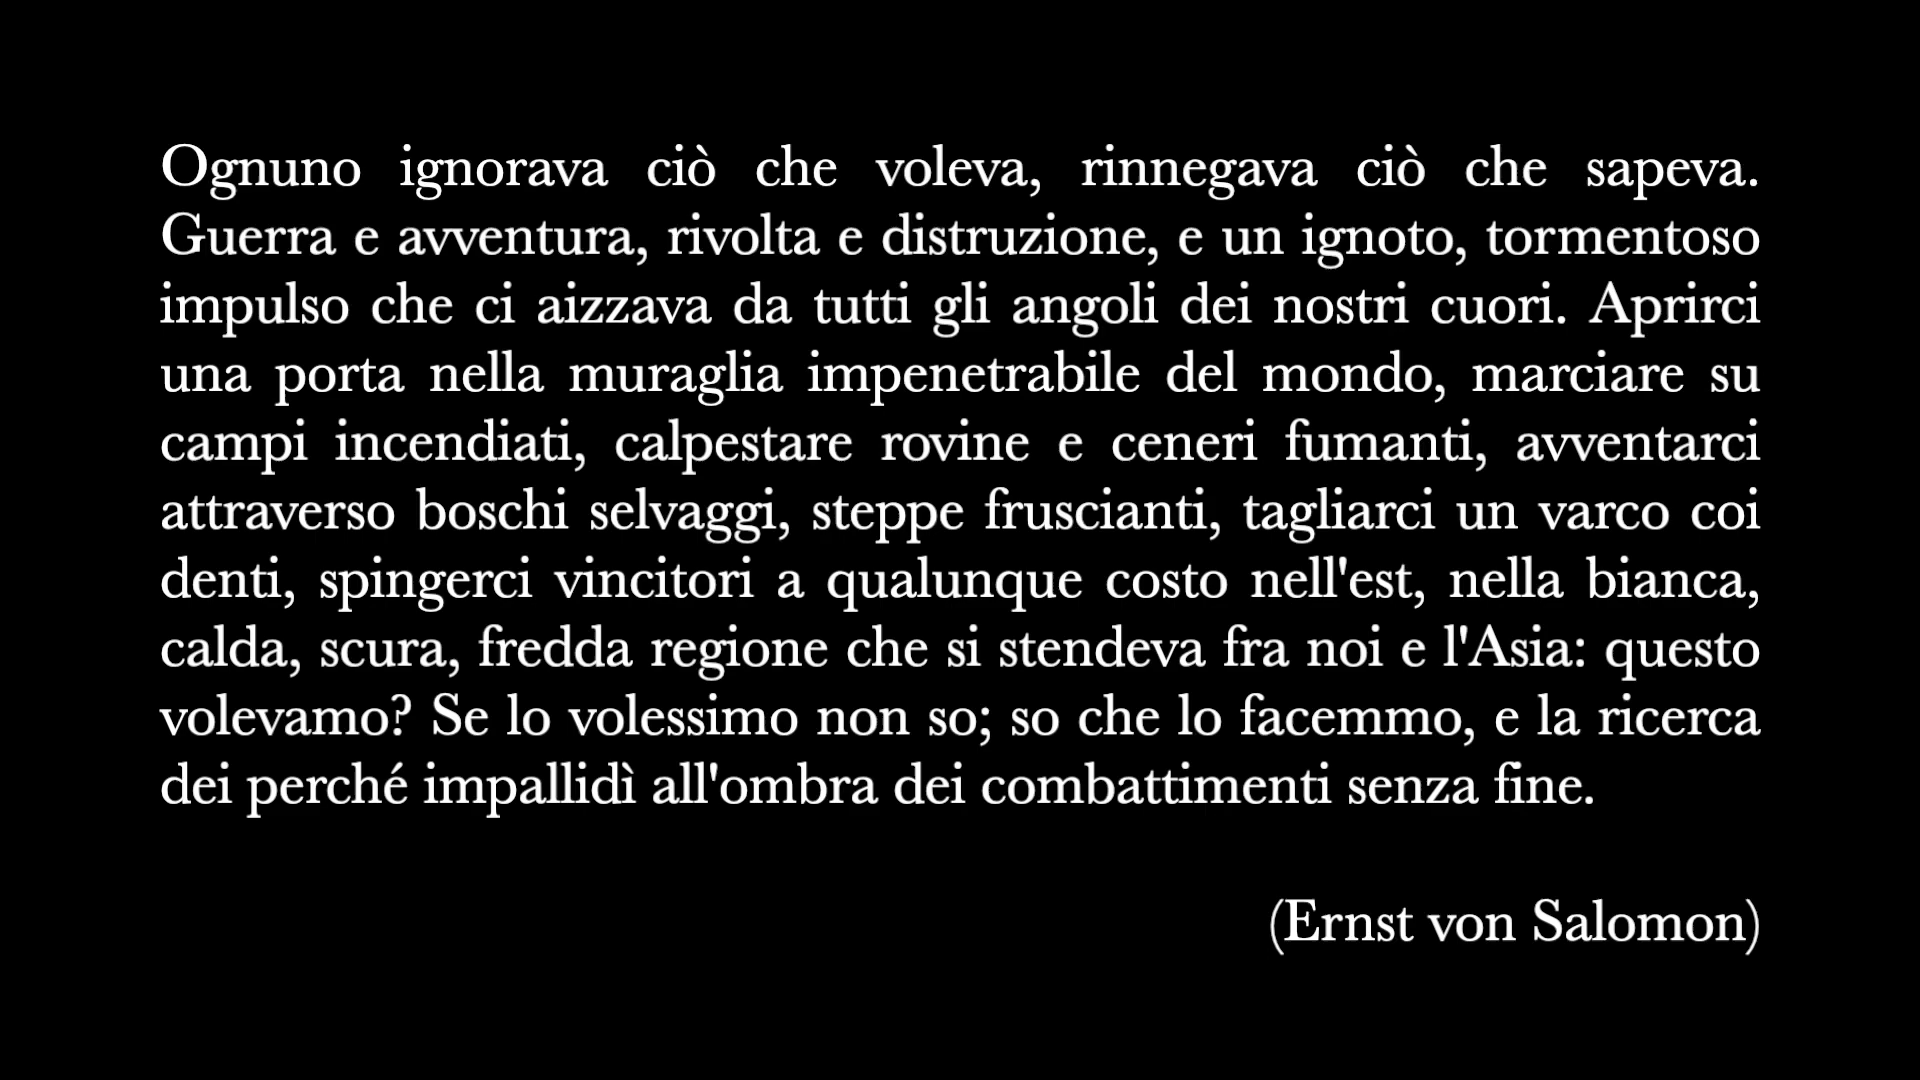 Ognuno ignorava ciò che voleva, rinnegava ciò che sapeva.
Guerra e avventura, rivolta e distruzione, e un ignoto, tormentoso
impulso che ci aizzava da tutti gli angoli dei nostri cuori. Aprirci
una porta nella muraglia impenetrabile del mondo, marciare su
campi incendiati, calpestare rovine e ceneri fumanti, avventarci
attraverso boschi selvaggi, steppe fruscianti, tagliarci un varco coi
denti, spingerci vincitori a qualunque costo nell'est, nella bianca,
calda, scura, fredda regione che si stendeva fra noi e l'Asia: questo
volevamo? Se lo volessimo non so; so che lo facemmo, e la ricerca
dei perché impallidì all'ombra dei combattimenti senza fine.
(Ernst von Salomon)